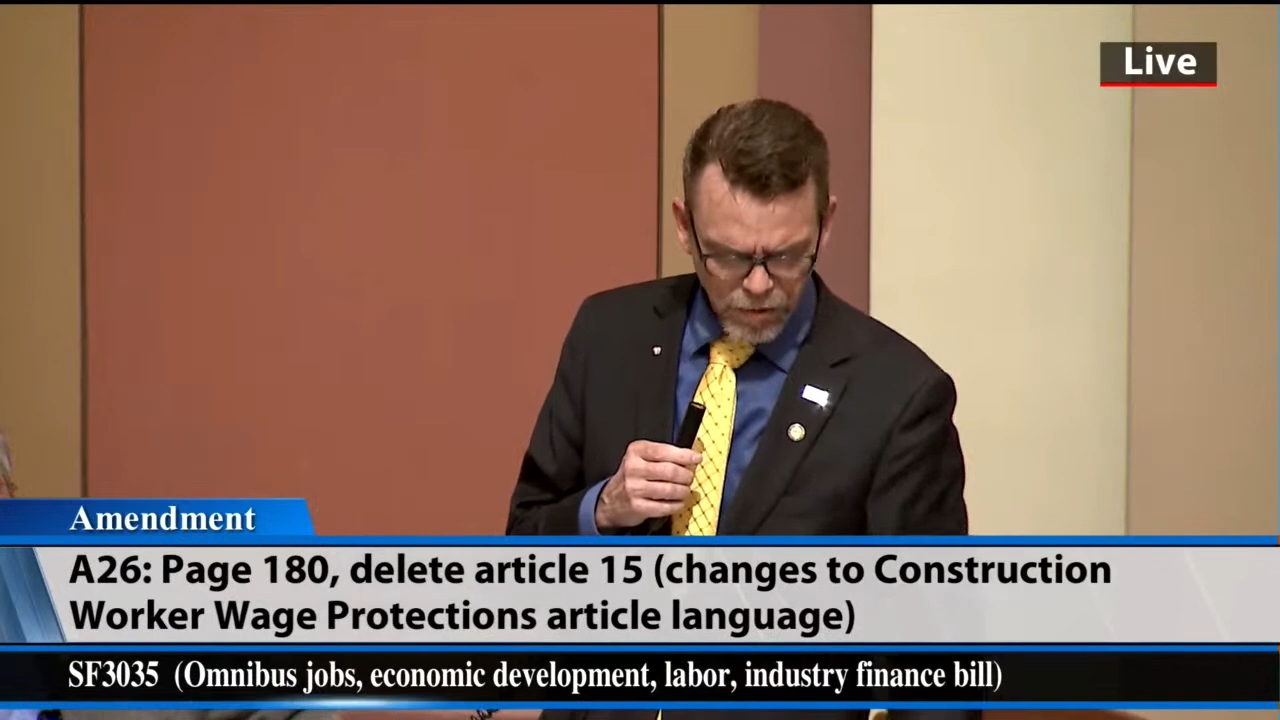 Live
Amendment
A26: Page 180, delete article 15 (changes to Construction
Worker Wage Protections article language)
SF3035 (Omnibus jobs, economic development, labor, industry finance bill)